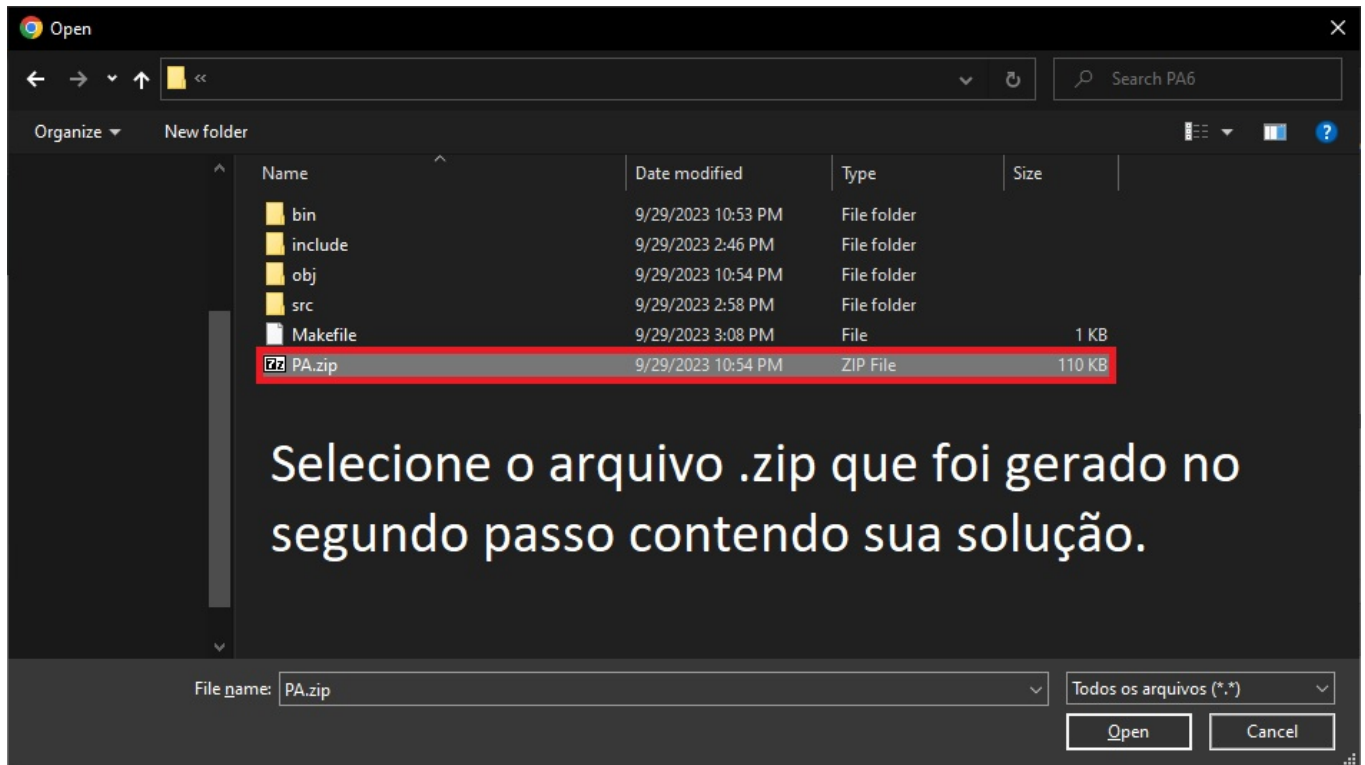 Open
«
Search PA6
Organize
New folder
Name Date modified Type Size
bin 9/29/2023 10:53 PM File folder
include 9/29/2023 2:46 PM File folder
obj 9/29/2023 10:54 PM File folder
src 9/29/2023 2:58 PM File folder
Makefile 9/29/2023 3:08 PM File 1 KB
7z PA.zip 9/29/2023 10:54 PM ZIP File 110 KB
Selecione o arquivo .zip que foi gerado no
segundo passo contendo sua solução.
File name: PA.zip Todos os arquivos (*.*)
Open Cancel